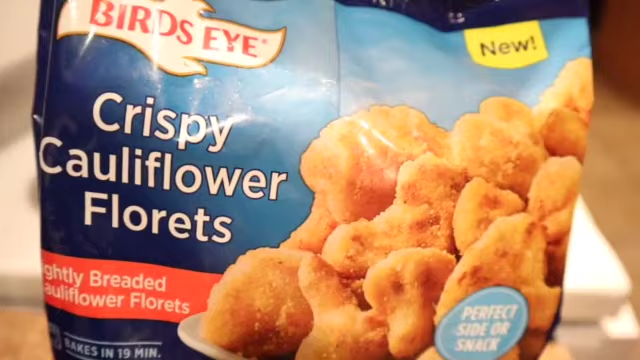 BIRDS EYE®
New!
Crispy
Cauliflower
Florets
ghtly Breaded
auliflower Florets
PERFECT
SIDE OR
SNACK
BAKES IN 19 MIN.